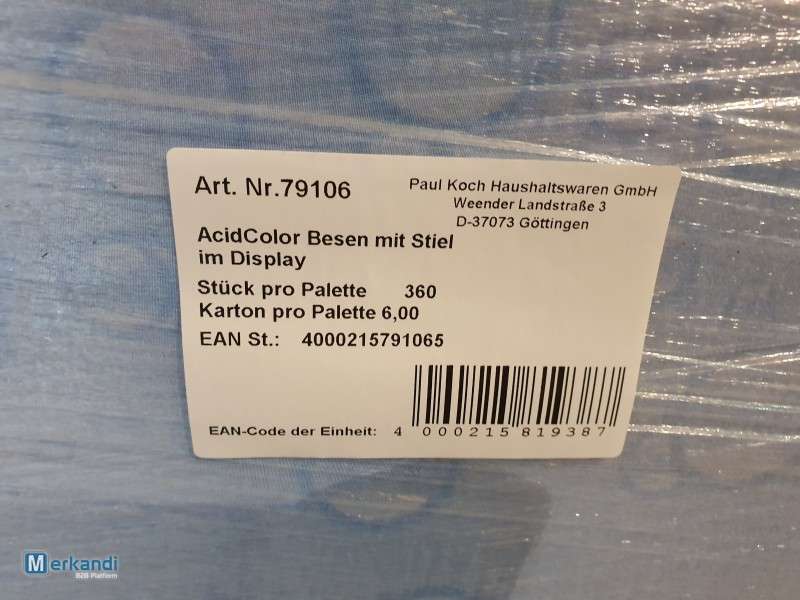 Art. Nr.79106
Paul Koch Haushaltswaren GmbH
Weender Landstraße 3
D-37073 Göttingen
AcidColor Besen mit Stiel
im Display
Stück pro Palette 360
Karton pro Palette 6,00
EAN St.: 4000215791065
EAN-Code der Einheit: 4 000215 819387
Merkandi
B2B Platform